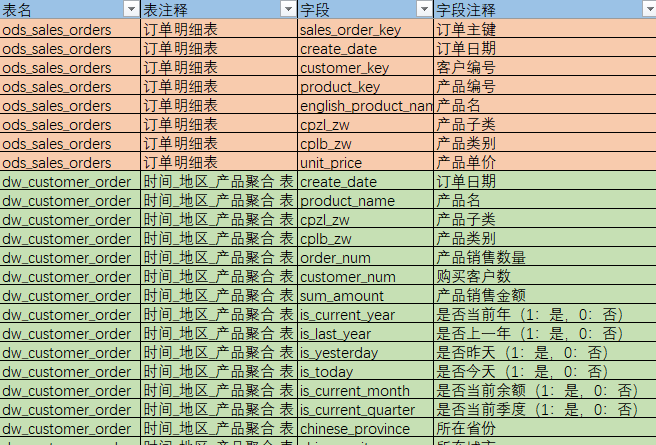 表名 表注释 字段 字段注释
ods_sales_orders 订单明细表 sales_order_key 订单主键
ods_sales_orders 订单明细表 create_date 订单日期
ods_sales_orders 订单明细表 customer_key 客户编号
ods_sales_orders 订单明细表 product_key 产品编号
ods_sales_orders 订单明细表 english_product_nam 产品名
ods_sales_orders 订单明细表 cpzl_zw 产品子类
ods_sales_orders 订单明细表 cplb_zw 产品类别
ods_sales_orders 订单明细表 unit_price 产品单价
dw_customer_order 时间_地区_产品聚合 表 create_date 订单日期
dw_customer_order 时间_地区_产品聚合 表 product_name 产品名
dw_customer_order 时间_地区_产品聚合 表 cpzl_zw 产品子类
dw_customer_order 时间_地区_产品聚合 表 cplb_zw 产品类别
dw_customer_order 时间_地区_产品聚合 表 order_num 产品销售数量
dw_customer_order 时间_地区_产品聚合 表 customer_num 购买客户数
dw_customer_order 时间_地区_产品聚合 表 sum_amount 产品销售金额
dw_customer_order 时间_地区_产品聚合 表 is_current_year 是否当前年（1：是，0：否）
dw_customer_order 时间_地区_产品聚合 表 is_last_year 是否上一年（1：是，0：否）
dw_customer_order 时间_地区_产品聚合 表 is_yesterday 是否昨天（1：是，0：否）
dw_customer_order 时间_地区_产品聚合 表 is_today 是否今天（1：是，0：否）
dw_customer_order 时间_地区_产品聚合 表 is_current_month 是否当前余额（1：是，0：否）
dw_customer_order 时间_地区_产品聚合 表 is_current_quarter 是否当前季度（1：是，0：否）
dw_customer_order 时间_地区_产品聚合 表 chinese_province 所在省份